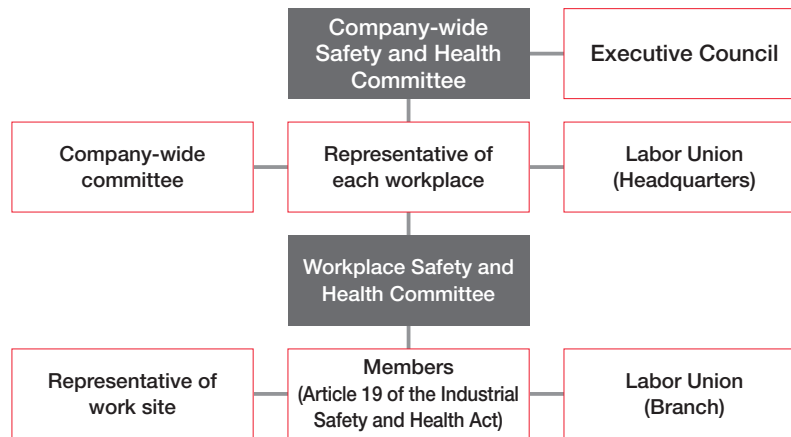 Company-wide
Safety and Health
Committee
Executive Council
Company-wide
committee
Representative of
each workplace
Labor Union
(Headquarters)
Workplace Safety and
Health Committee
Representative of
work site
Members
(Article 19 of the Industrial
Safety and Health Act)
Labor Union
(Branch)